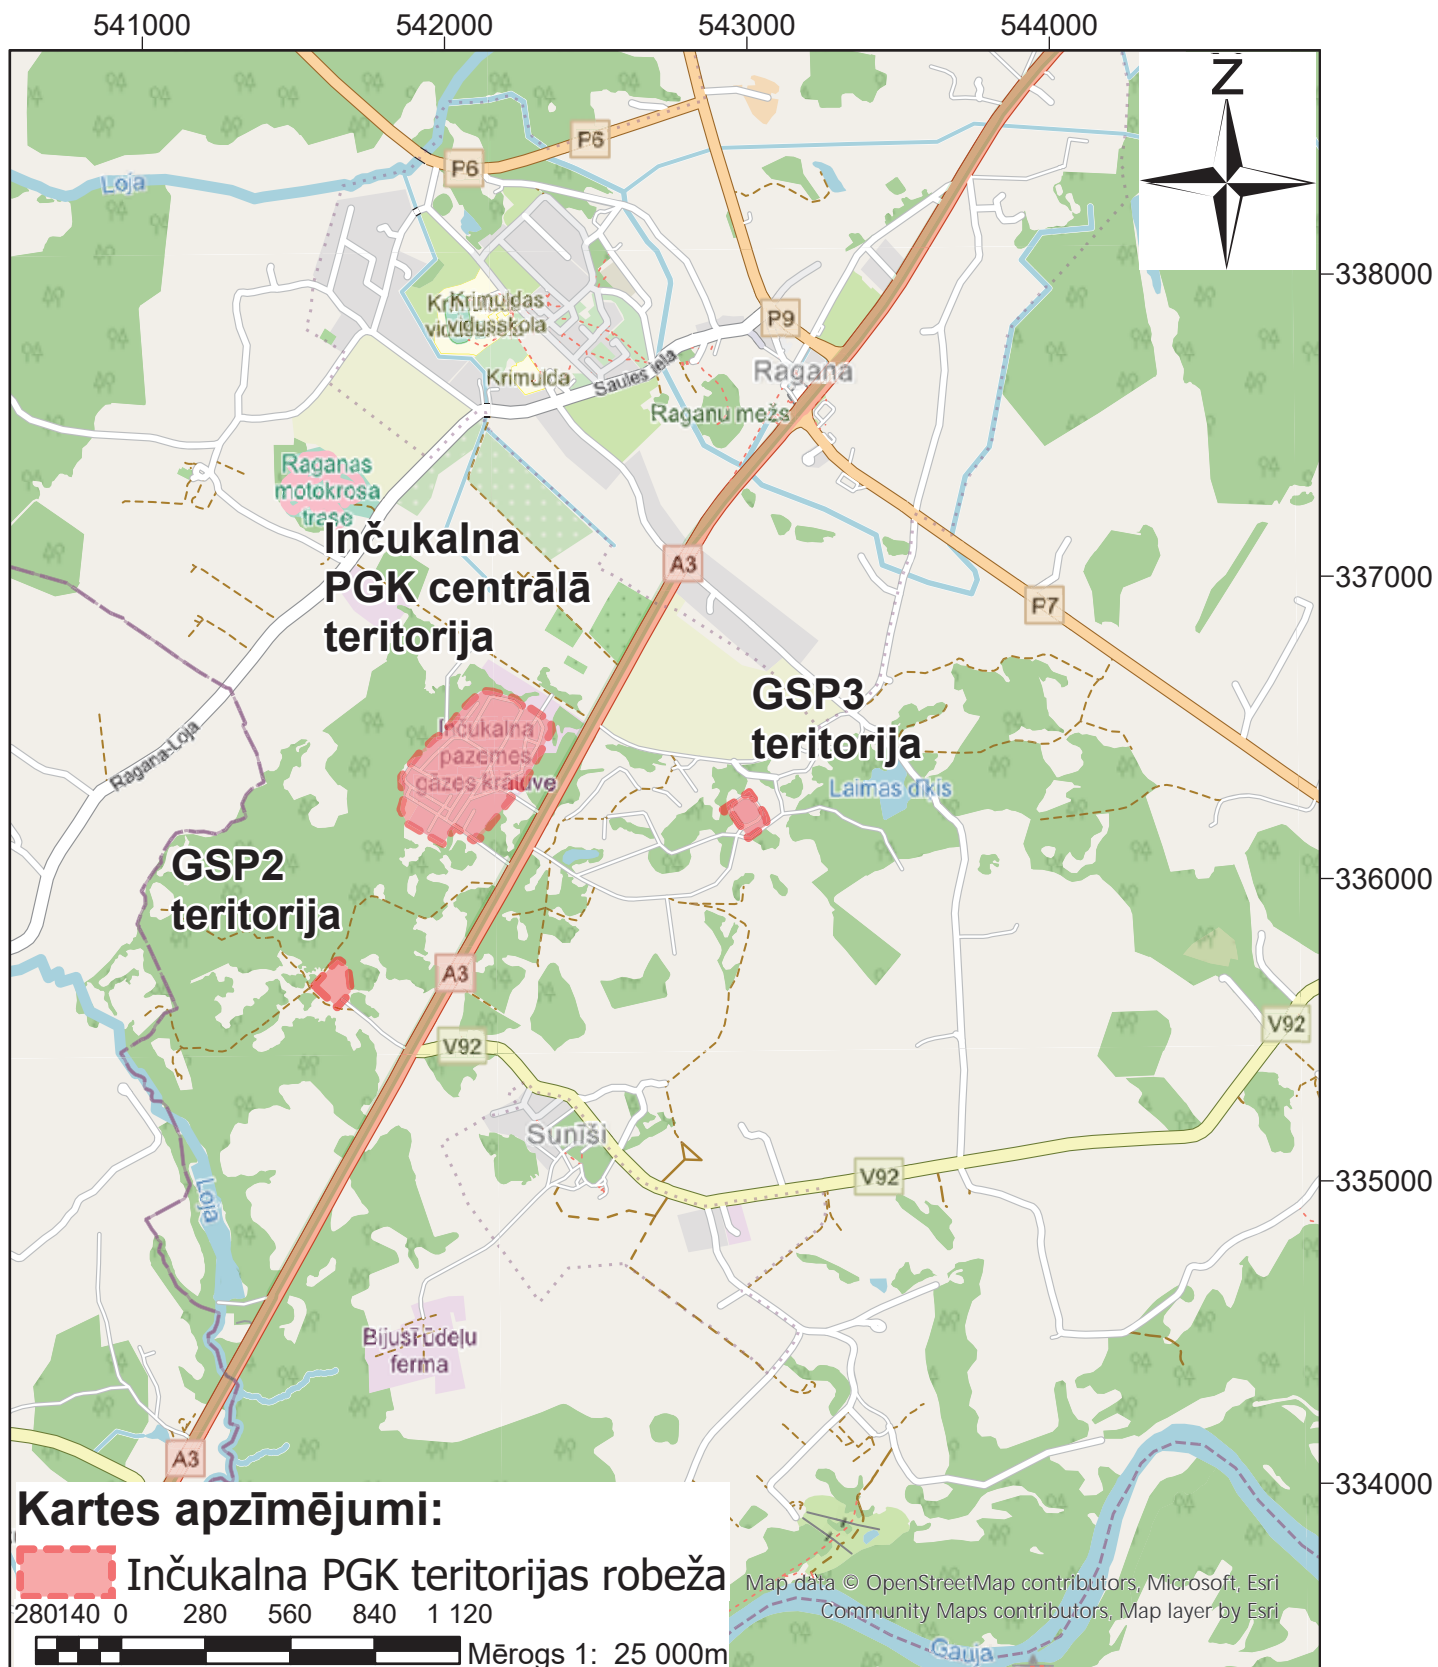 541000 542000 543000 544000
Z
P6
P6
Loja
338000
Krimuldas
vidusskola
P9
Krimulda
Saules iela
Ragana
Raganu mežs
Raganas
motokrosa
trase
Inčukalna
PGK centrālā
teritorija
A3
337000
P7
GSP3
teritorija
Inčukalna
pazemes
gāzes krātuve
Ragana-Loja
Laimas dīķis
GSP2
teritorija
336000
A3
V92
V92
Sunīši
V92
335000
Loja
Bijusī ūdeļu
ferma
A3
334000
Kartes apzīmējumi:
Inčukalna PGK teritorijas robeža
280 140 0 280 560 840 1 120
Mērogs 1: 25 000m
Map data © OpenStreetMap contributors, Microsoft, Esri
Community Maps contributors, Map layer by Esri
Gauja